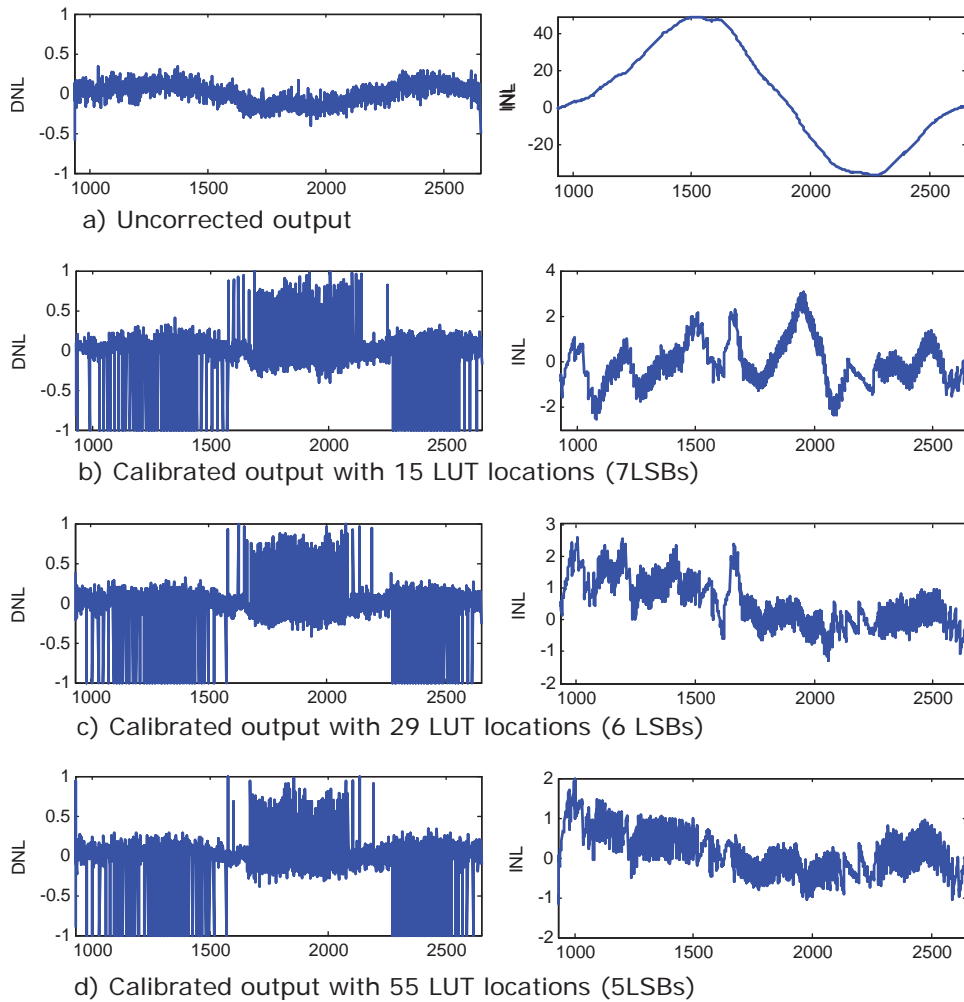 1
0.5
0
-0.5
-1
DNL
1000 1500 2000 2500
40
20
0
-20
INL
1000 1500 2000 2500
a) Uncorrected output
1
0.5
0
-0.5
-1
DNL
1000 1500 2000 2500
4
2
0
-2
INL
1000 1500 2000 2500
b) Calibrated output with 15 LUT locations (7LSBs)
1
0.5
0
-0.5
-1
DNL
1000 1500 2000 2500
3
2
1
0
-1
-2
INL
1000 1500 2000 2500
c) Calibrated output with 29 LUT locations (6 LSBs)
1
0.5
0
-0.5
-1
DNL
1000 1500 2000 2500
2
1
0
-1
-2
INL
1000 1500 2000 2500
d) Calibrated output with 55 LUT locations (5LSBs)